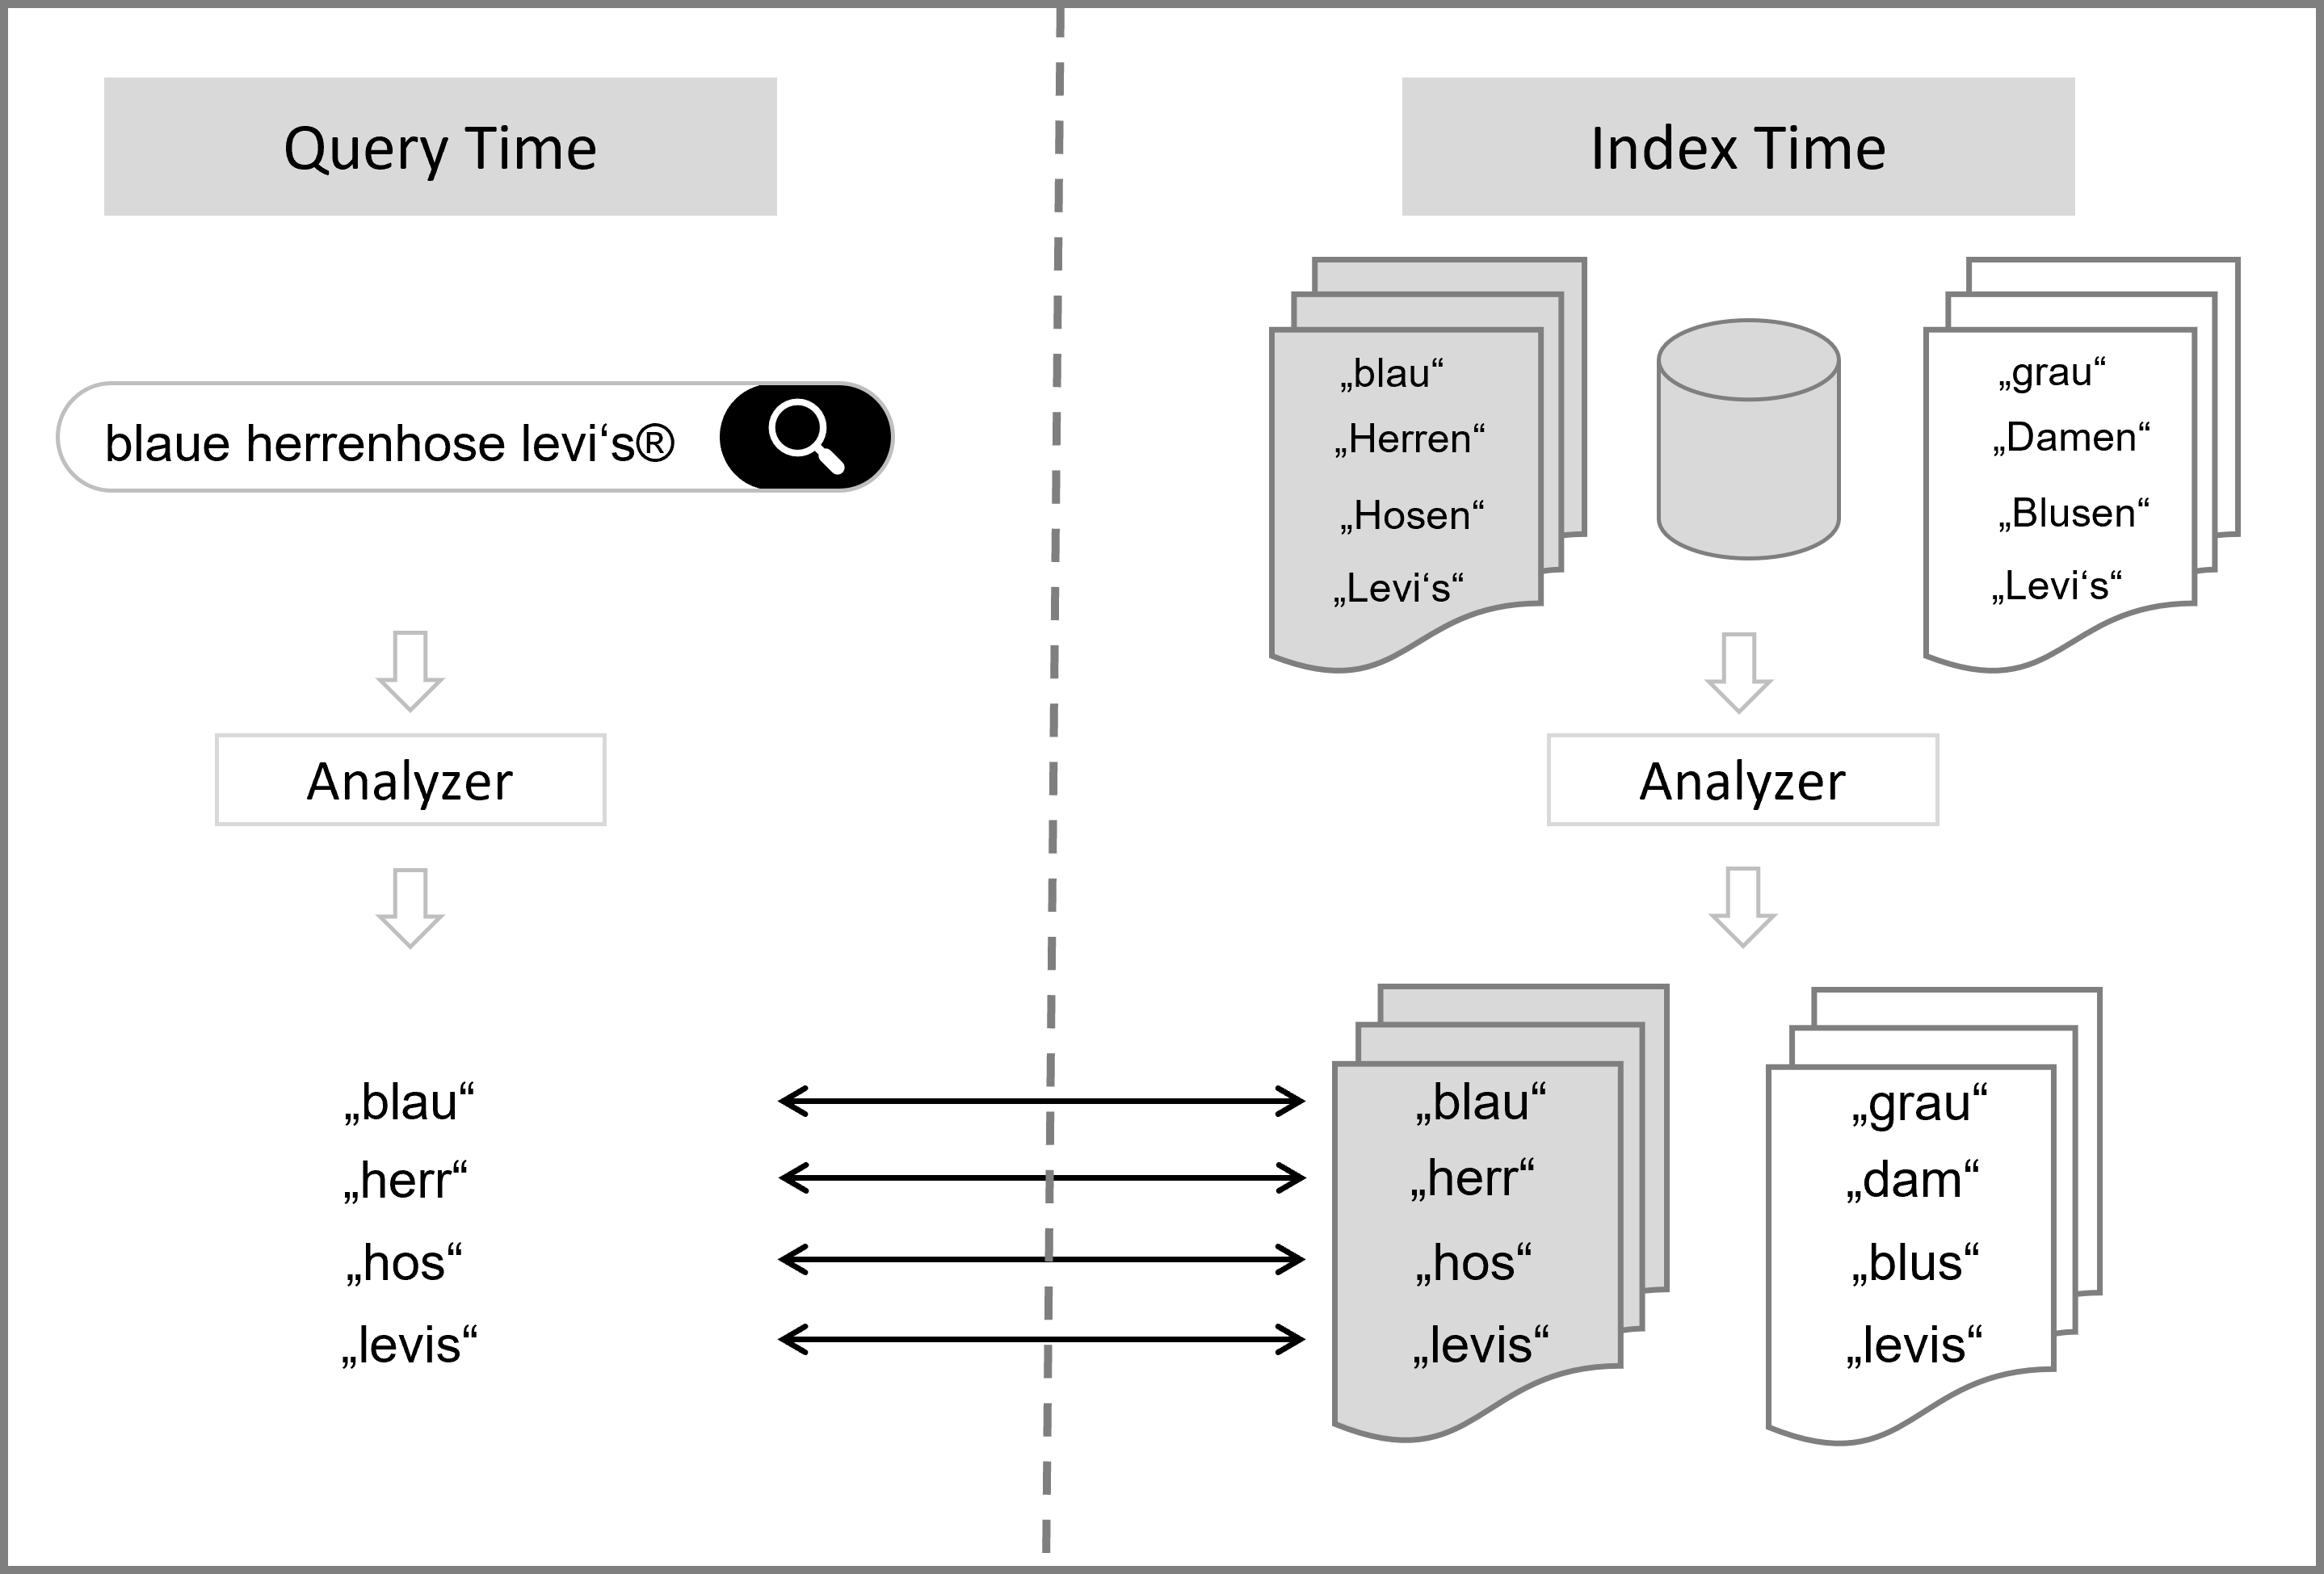 Query Time
blaue herrenhose levi‘s®
Analyzer
„blau“
„herr“
„hos“
„levis“
Index Time
„blau“
„Herren“
„Hosen“
„Levi‘s“
„grau“
„Damen“
„Blusen“
„Levi‘s“
Analyzer
„blau“
„herr“
„hos“
„levis“
„grau“
„dam“
„blus“
„levis“